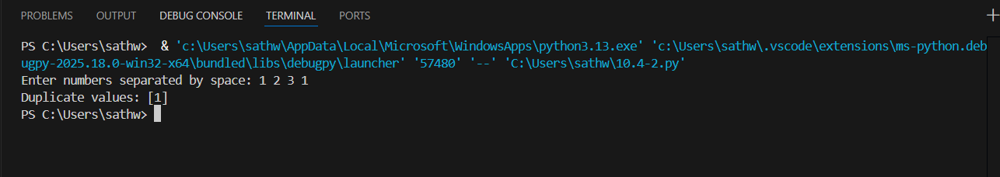 PROBLEMS OUTPUT DEBUG CONSOLE TERMINAL PORTS
PS C:\Users\sathw>  & 'c:\Users\sathw\AppData\Local\Microsoft\WindowsApps\python3.13.exe' 'c:\Users\sathw\.vscode\extensions\ms-python.deb
ugpy-2025.18.0-win32-x64\bundled\libs\debugpy\launcher' '57480' '--' 'C:\Users\sathw\10.4-2.py'
Enter numbers separated by space: 1 2 3 1
Duplicate values: [1]
PS C:\Users\sathw>